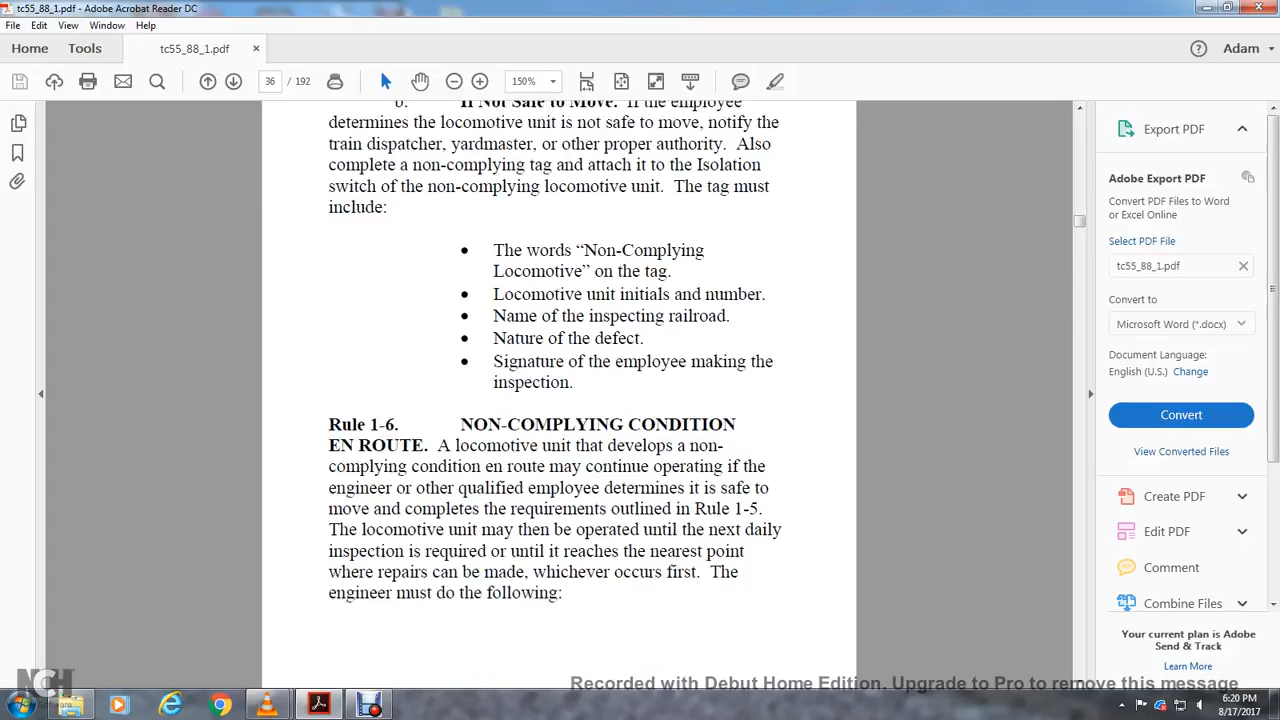 tc55_88_1.pdf - Adobe Acrobat Reader DC
File Edit View Window Help
Home Tools tc55_88_1.pdf × Adam
36 / 192 150%
b. If Not Safe to Move. If the employee
determines the locomotive unit is not safe to move, notify the
train dispatcher, yardmaster, or other proper authority. Also
complete a non-complying tag and attach it to the Isolation
switch of the non-complying locomotive unit. The tag must
include:
• The words “Non-Complying
Locomotive” on the tag.
• Locomotive unit initials and number.
• Name of the inspecting railroad.
• Nature of the defect.
• Signature of the employee making the
inspection.
Rule 1-6. NON-COMPLYING CONDITION
EN ROUTE. A locomotive unit that develops a non-
complying condition en route may continue operating if the
engineer or other qualified employee determines it is safe to
move and completes the requirements outlined in Rule 1-5.
The locomotive unit may then be operated until the next daily
inspection is required or until it reaches the nearest point
where repairs can be made, whichever occurs first. The
engineer must do the following:
Export PDF
Adobe Export PDF
Convert PDF Files to Word
or Excel Online
Select PDF File
tc55_88_1.pdf
Convert to
Microsoft Word (*.docx)
Document Language:
English (U.S.) Change
Convert
View Converted Files
Create PDF
Edit PDF
Comment
Combine Files
Your current plan is Adobe
Send & Track
Learn More
Recorded with Debut Home Edition. Upgrade to Pro to remove this message
NCH
Software
6:20 PM
8/17/2017